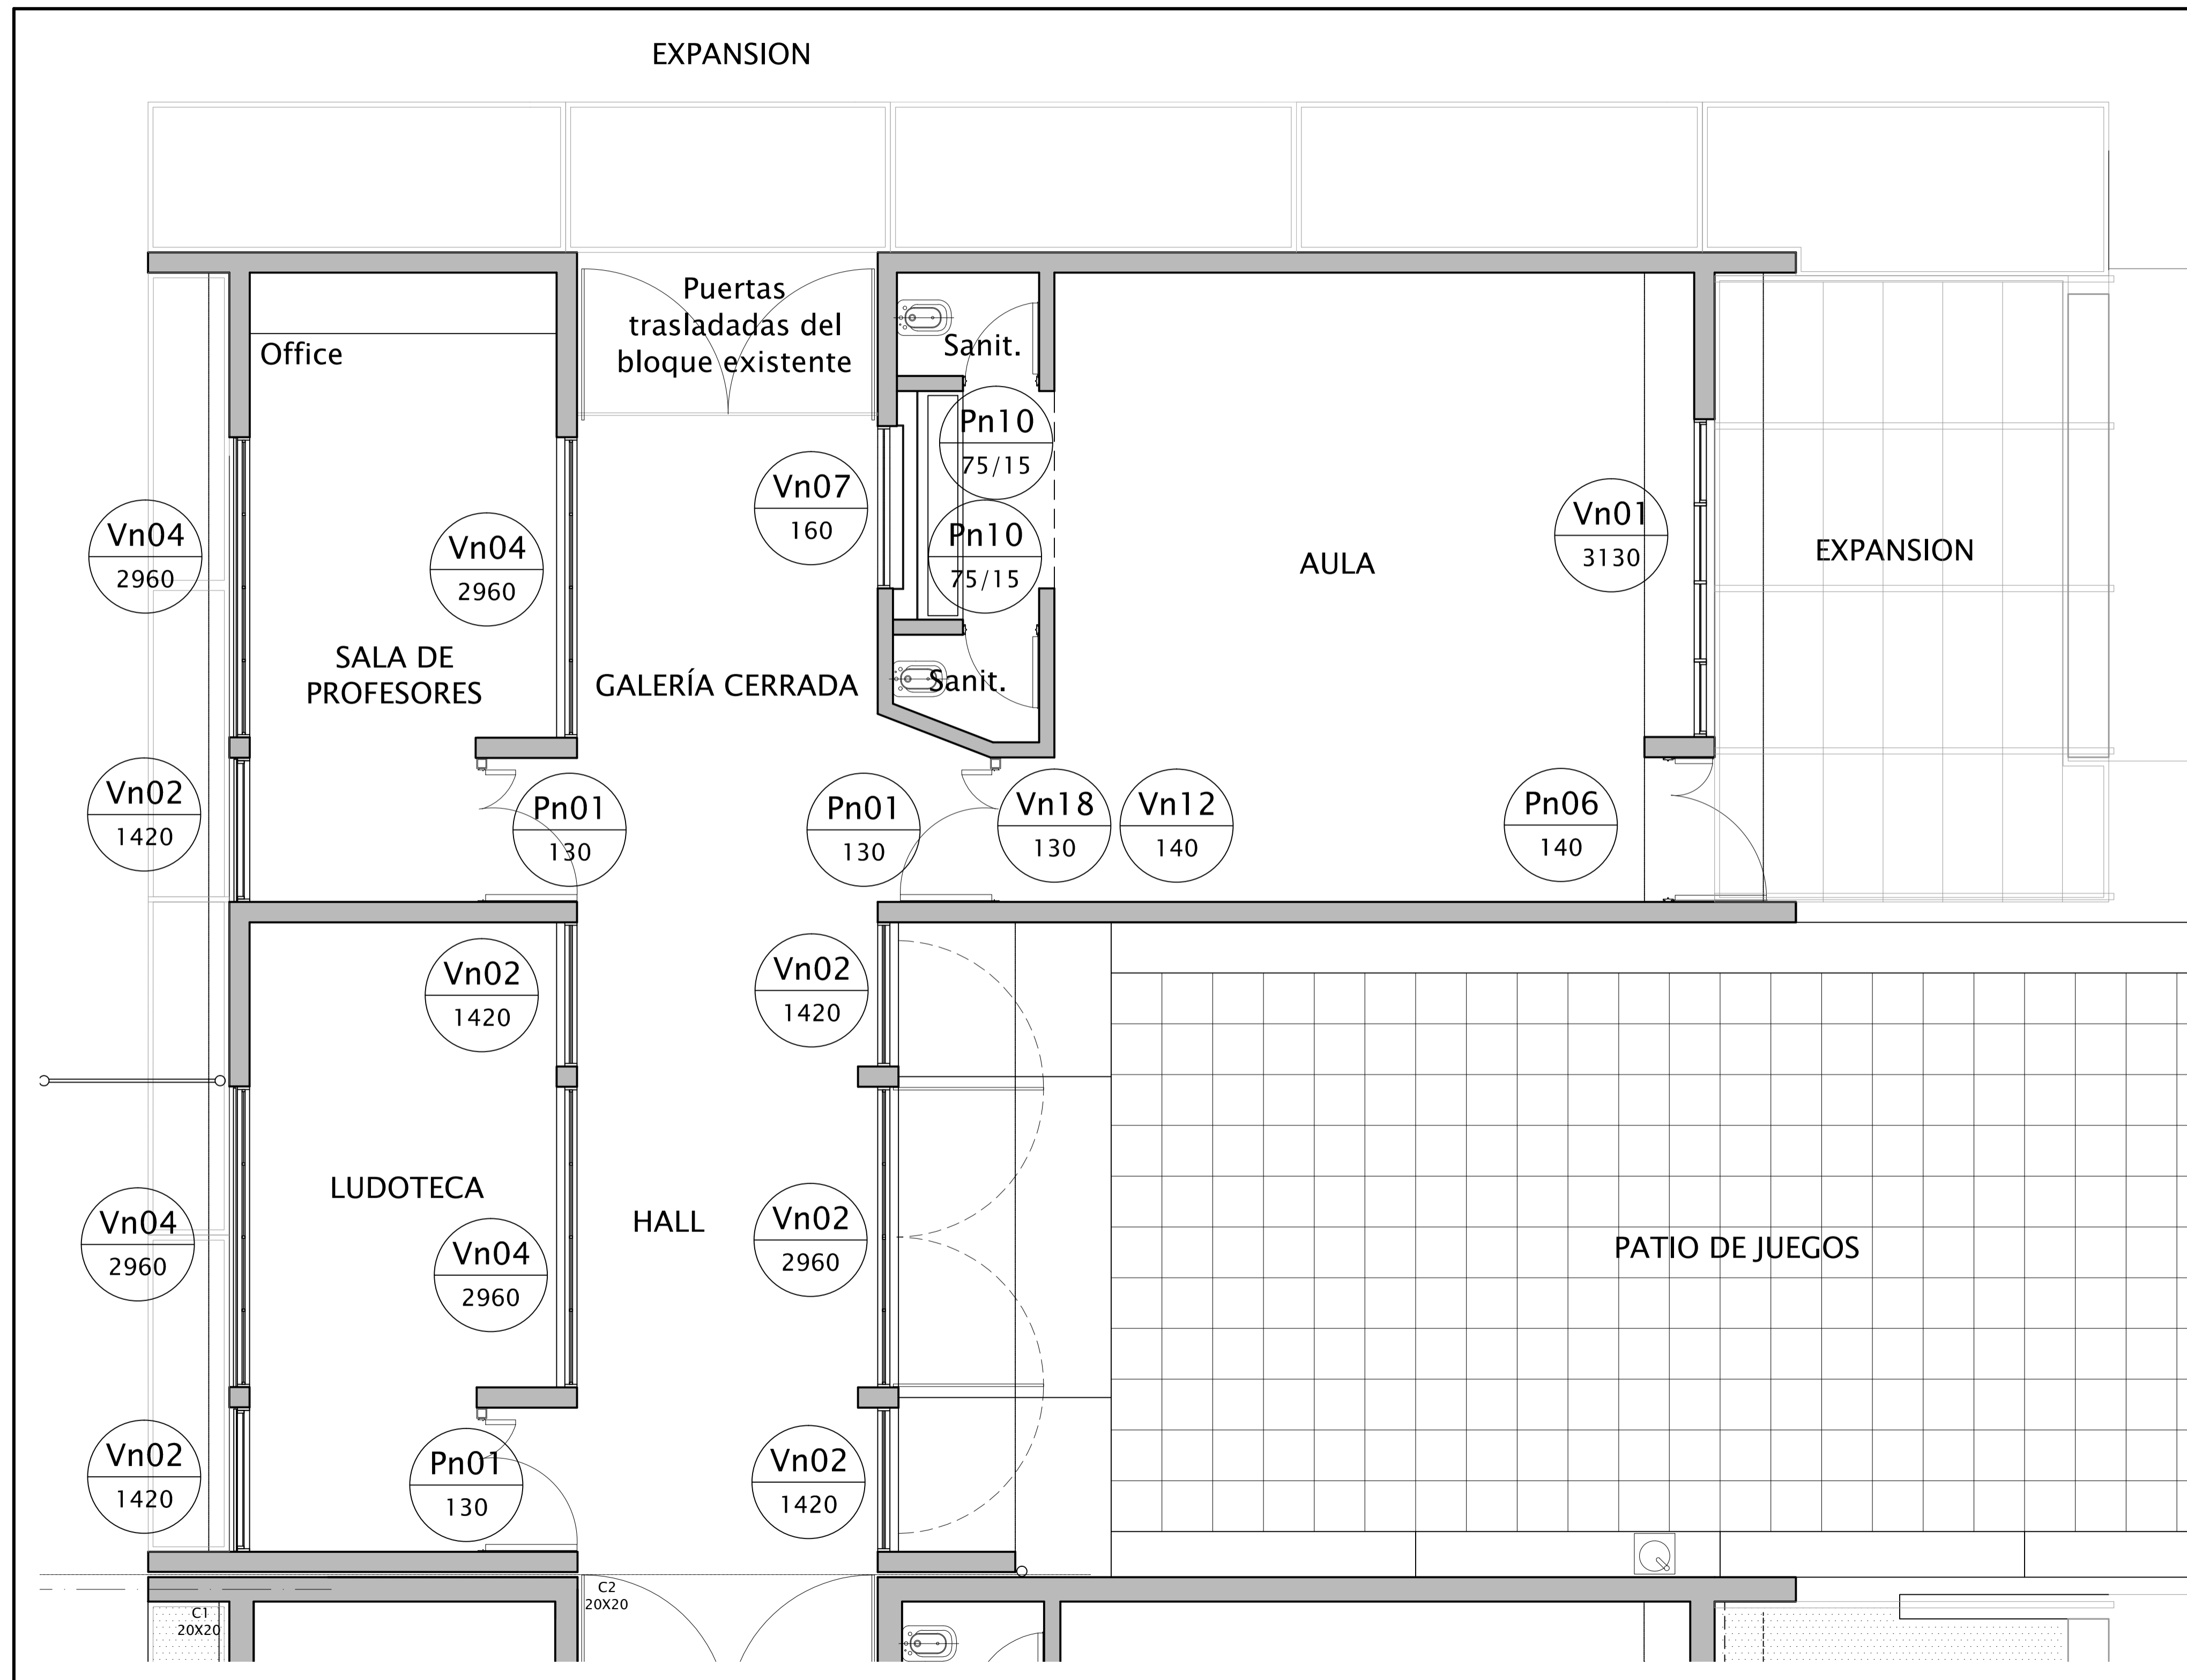 EXPANSION
Puertas
trasladadas del
bloque existente
Office
Sanit.
Pn10
75/15
Vn07
160
Vn04
2960
Vn04
2960
Pn10
75/15
Vn01
3130
AULA
EXPANSION
SALA DE
PROFESORES
GALERÍA CERRADA
Sanit.
Vn02
1420
Pn01
130
Pn01
130
Vn18
130
Vn12
140
Pn06
140
Vn02
1420
Vn02
1420
LUDOTECA
HALL
Vn04
2960
Vn04
2960
Vn02
2960
PATIO DE JUEGOS
Vn02
1420
Pn01
130
Vn02
1420
C2
20X20
C1
20X20